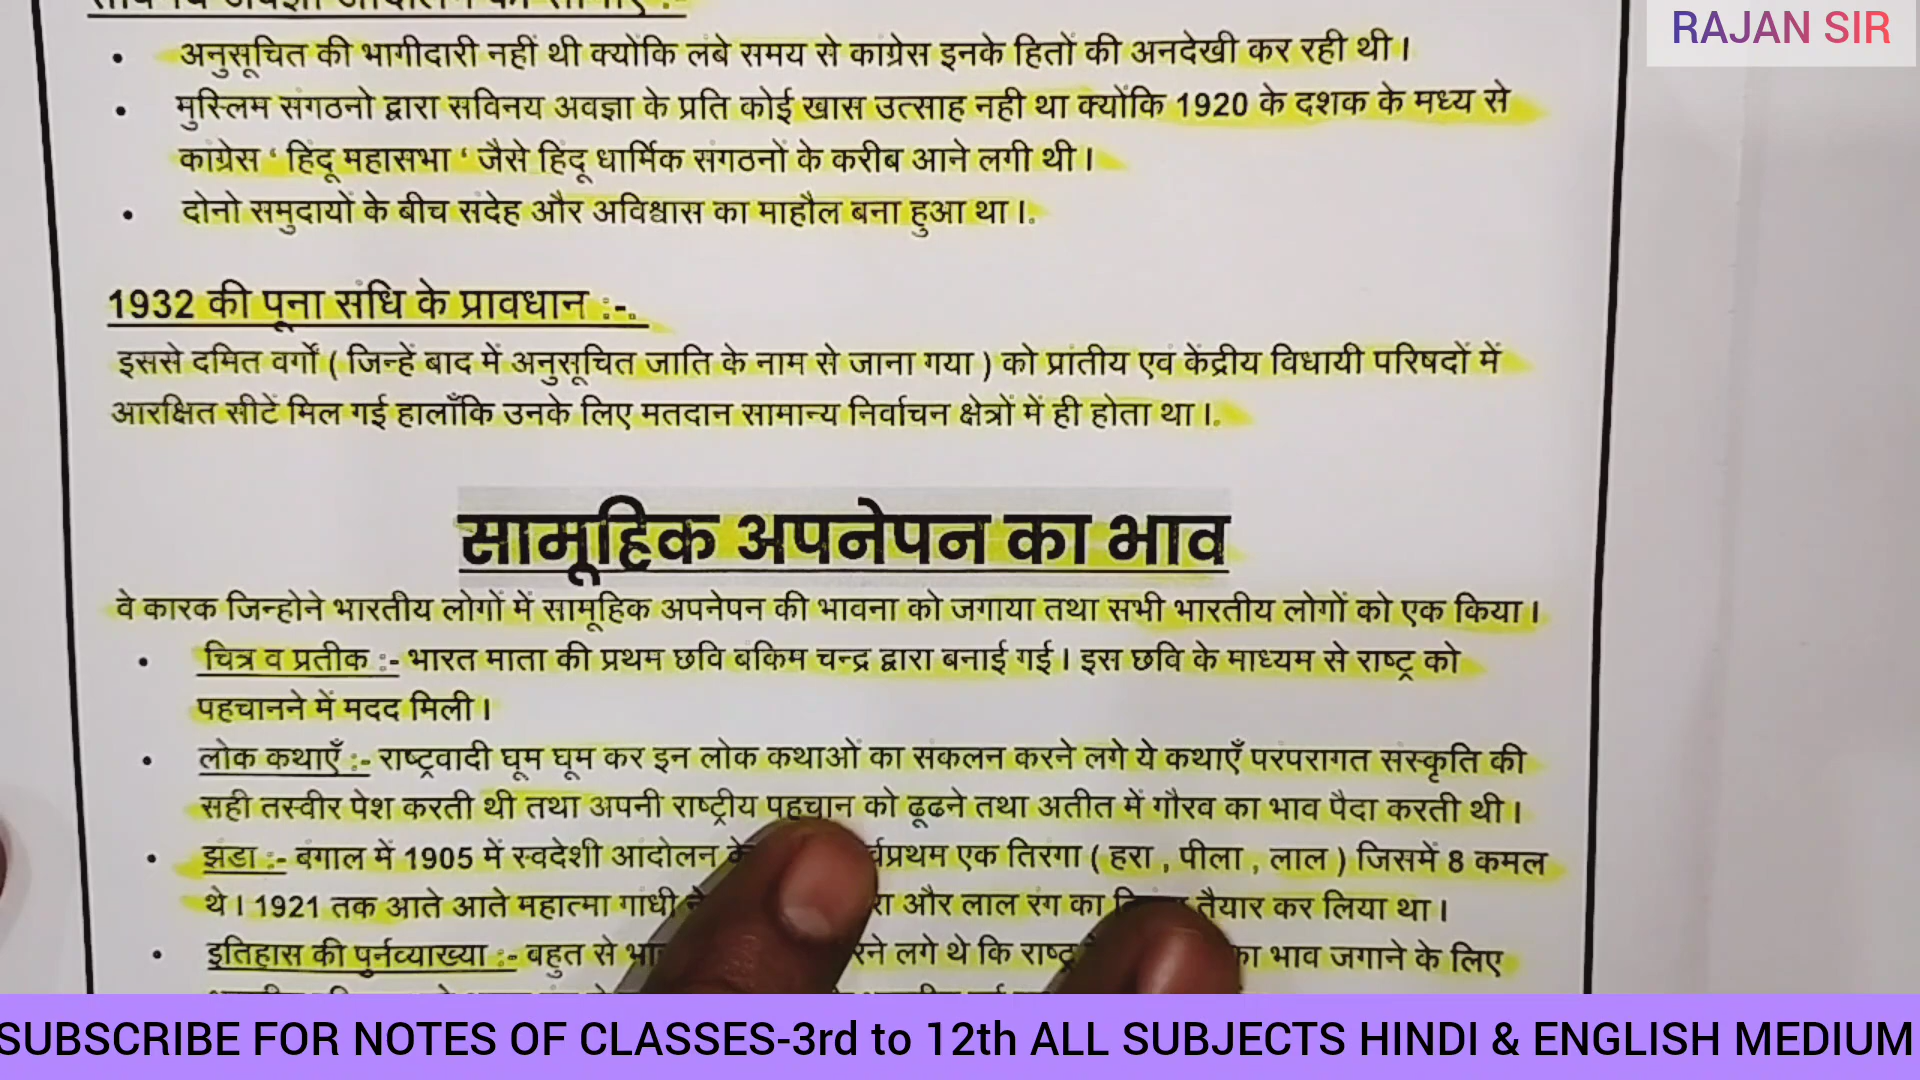 RAJAN SIR
• अनुसूचित की भागीदारी नहीं थी क्योकि लंबे समय से कांग्रेस इनके हितों की अनदेखी कर रही थी ।
• मुस्लिम संगठनो द्वारा सविनय अवज्ञा के प्रति कोई खास उत्साह नही था क्योंकि 1920 के दशक के मध्य से
कांग्रेस ‘ हिंदू महासभा ‘ जैसे हिंदू धार्मिक संगठनों के करीब आने लगी थी ।
• दोनो समुदायों के बीच संदेह और अविश्वास का माहौल बना हुआ था ।.
1932 की पूना संधि के प्रावधान :-.
इससे दमित वर्गों ( जिन्हें बाद में अनुसूचित जाति के नाम से जाना गया ) को प्रांतीय एवं केंद्रीय विधायी परिषदों में
आरक्षित सीटें मिल गई हालाँकि उनके लिए मतदान सामान्य निर्वाचन क्षेत्रों में ही होता था ।.
सामूहिक अपनेपन का भाव
वे कारक जिन्होने भारतीय लोगों में सामूहिक अपनेपन की भावना को जगाया तथा सभी भारतीय लोगों को एक किया ।
• चित्र व प्रतीक :- भारत माता की प्रथम छवि बंकिम चन्द्र द्वारा बनाई गई । इस छवि के माध्यम से राष्ट्र को
पहचानने में मदद मिली ।
• लोक कथाएँ :- राष्ट्रवादी घूम घूम कर इन लोक कथाओं का संकलन करने लगे ये कथाएँ परंपरागत संस्कृति की
सही तस्वीर पेश करती थी तथा अपनी राष्ट्रीय पहचान को ढूढने तथा अतीत में गौरव का भाव पैदा करती थी ।
• झंडा :- बंगाल में 1905 में स्वदेशी आंदोलन एक तिरंगा ( हरा , पीला , लाल ) जिसमें 8 कमल
थे । 1921 तक आते आते महात्मा गांधी और लाल रंग का तैयार कर लिया था ।
• इतिहास की पुर्नव्याख्या :- बहुत से लगे थे कि भाव जगाने के लिए
SUBSCRIBE FOR NOTES OF CLASSES-3rd to 12th ALL SUBJECTS HINDI & ENGLISH MEDIUM